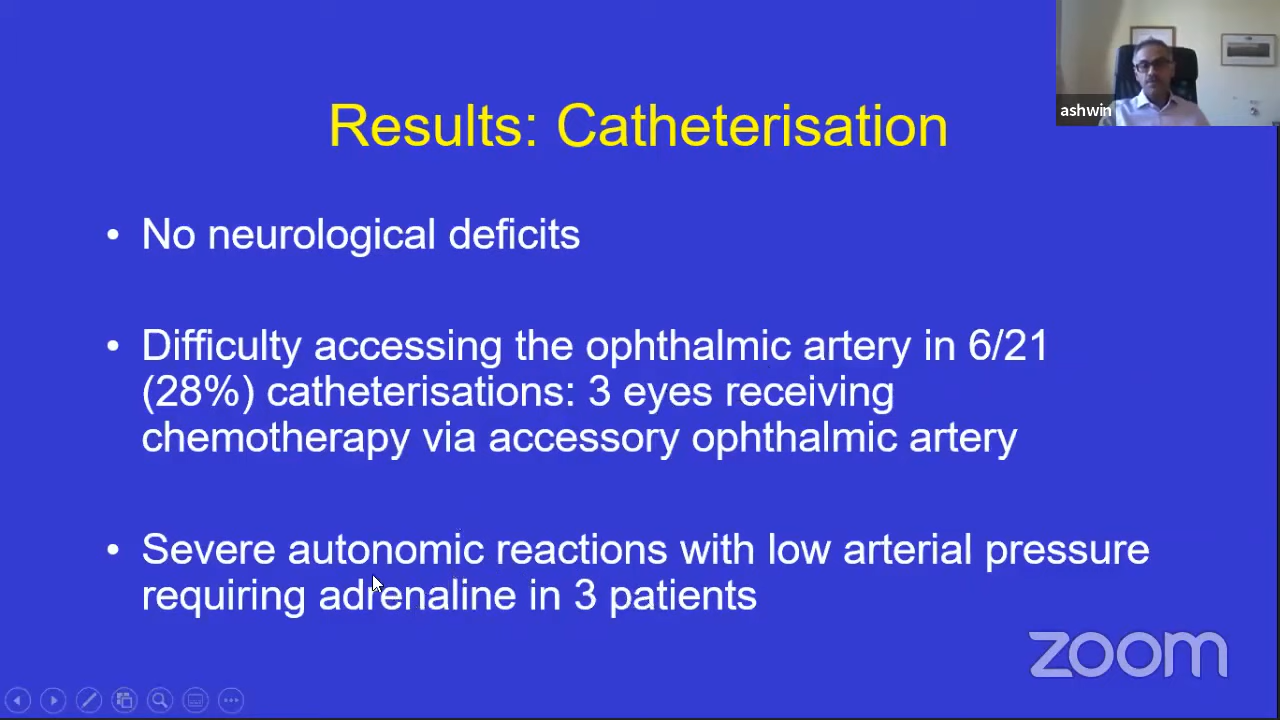 ashwin
Results: Catheterisation
• No neurological deficits
• Difficulty accessing the ophthalmic artery in 6/21
(28%) catheterisations: 3 eyes receiving
chemotherapy via accessory ophthalmic artery
• Severe autonomic reactions with low arterial pressure
requiring adrenaline in 3 patients
zoom